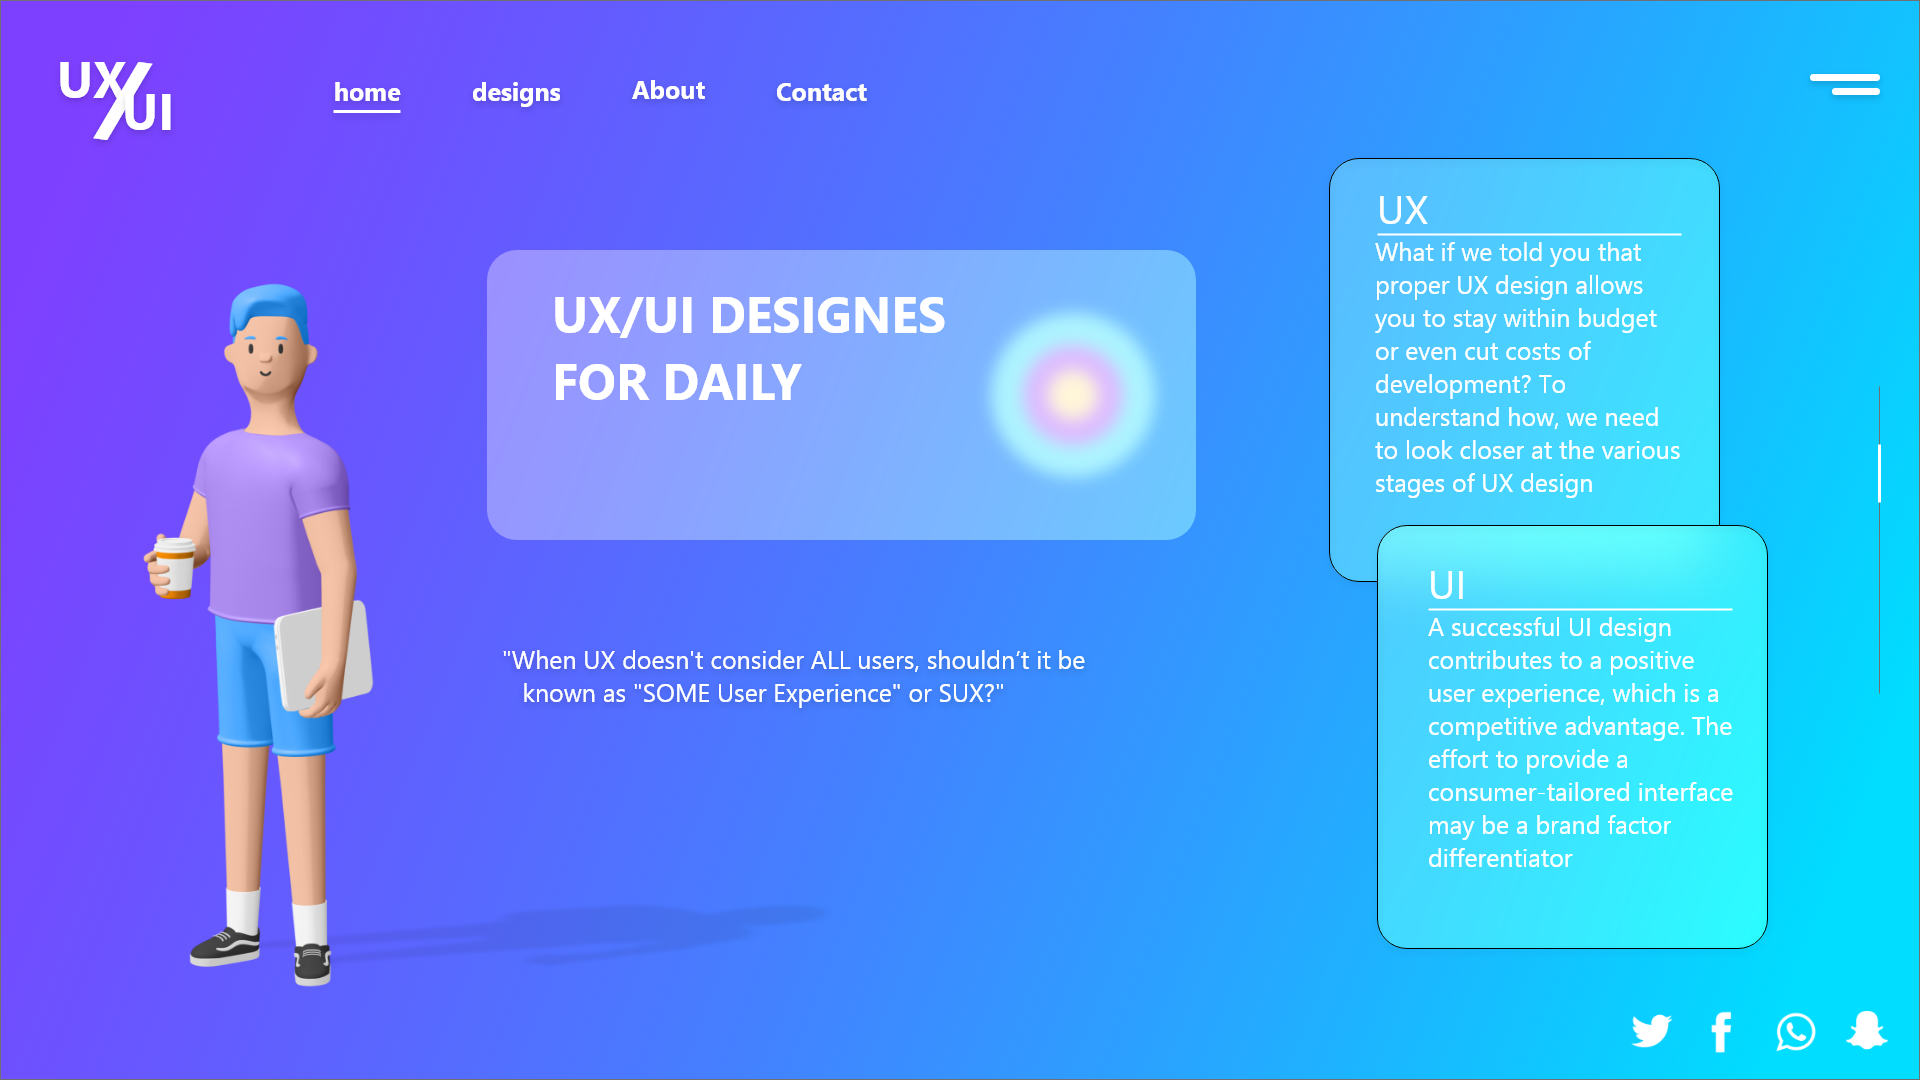 UX/
UI
home designs About Contact
UX/UI DESIGNES
FOR DAILY
"When UX doesn't consider ALL users, shouldn’t it be
known as "SOME User Experience" or SUX?"
UX
What if we told you that
proper UX design allows
you to stay within budget
or even cut costs of
development? To
understand how, we need
to look closer at the various
stages of UX design
UI
A successful UI design
contributes to a positive
user experience, which is a
competitive advantage. The
effort to provide a
consumer-tailored interface
may be a brand factor
differentiator